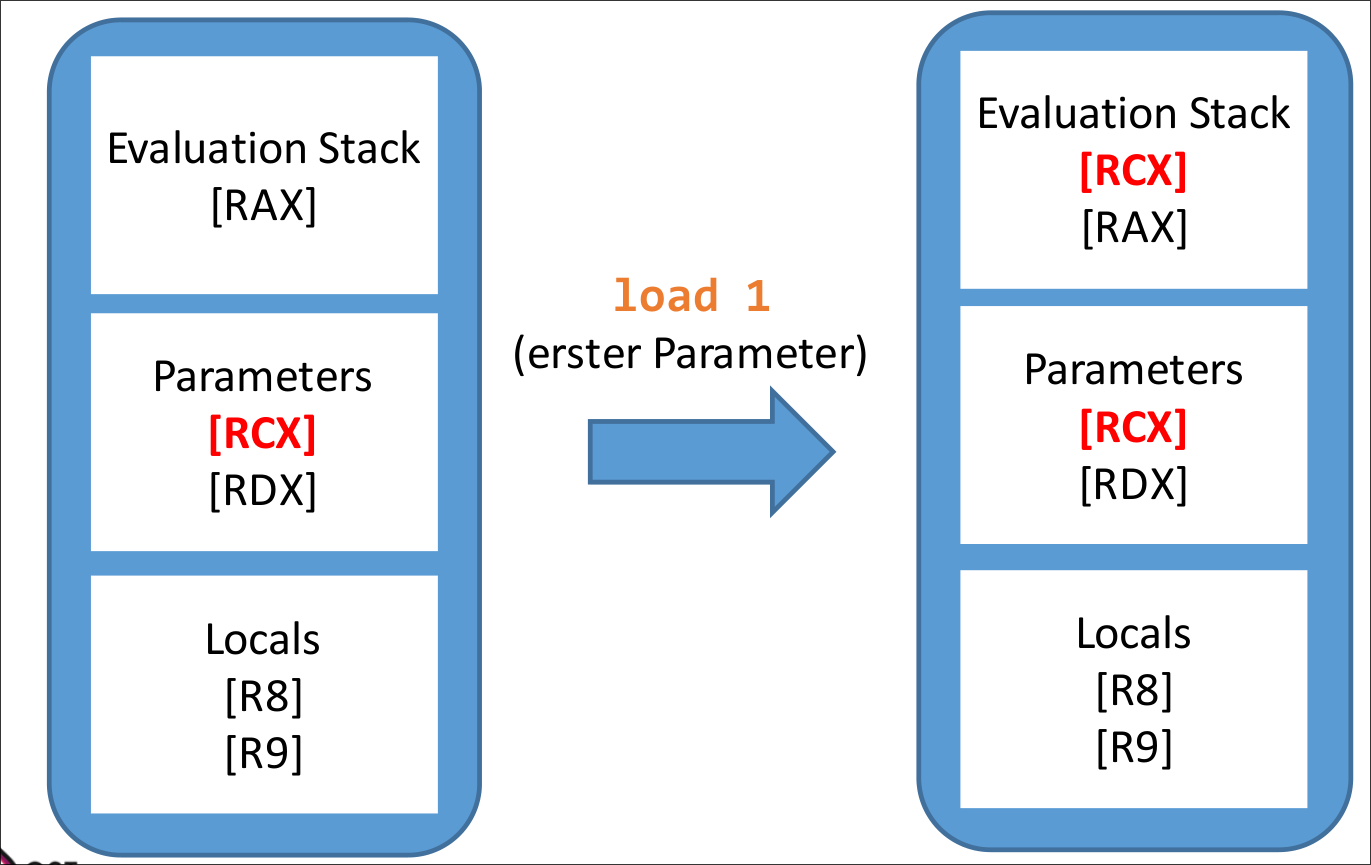 Evaluation Stack
[RAX]
Parameters
[RCX]
[RDX]
Locals
[R8]
[R9]
load 1
(erster Parameter)
Evaluation Stack
[RCX]
[RAX]
Parameters
[RCX]
[RDX]
Locals
[R8]
[R9]